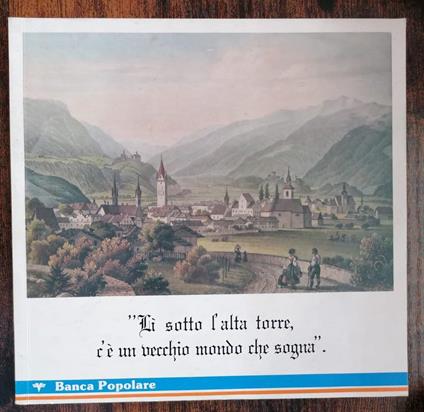 "Lì sotto l'alta torre,
c'è un vecchio mondo che sogna".
Banca Popolare